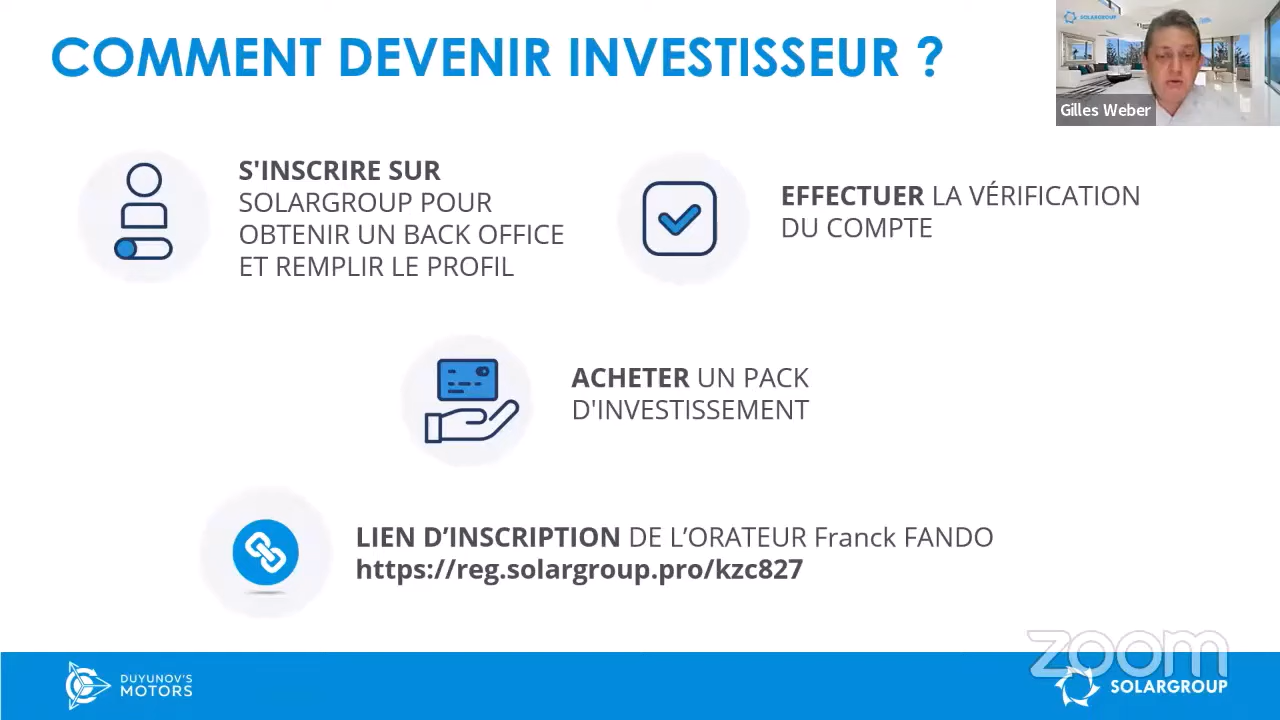 COMMENT DEVENIR INVESTISSEUR ?
SOLARGROUP
Gilles Weber
S'INSCRIRE SUR
SOLARGROUP POUR
OBTENIR UN BACK OFFICE
ET REMPLIR LE PROFIL
EFFECTUER LA VÉRIFICATION
DU COMPTE
ACHETER UN PACK
D'INVESTISSEMENT
LIEN D’INSCRIPTION DE L’ORATEUR Franck FANDO
https://reg.solargroup.pro/kzc827
zoom
DUYUNOV'S
MOTORS
SOLARGROUP